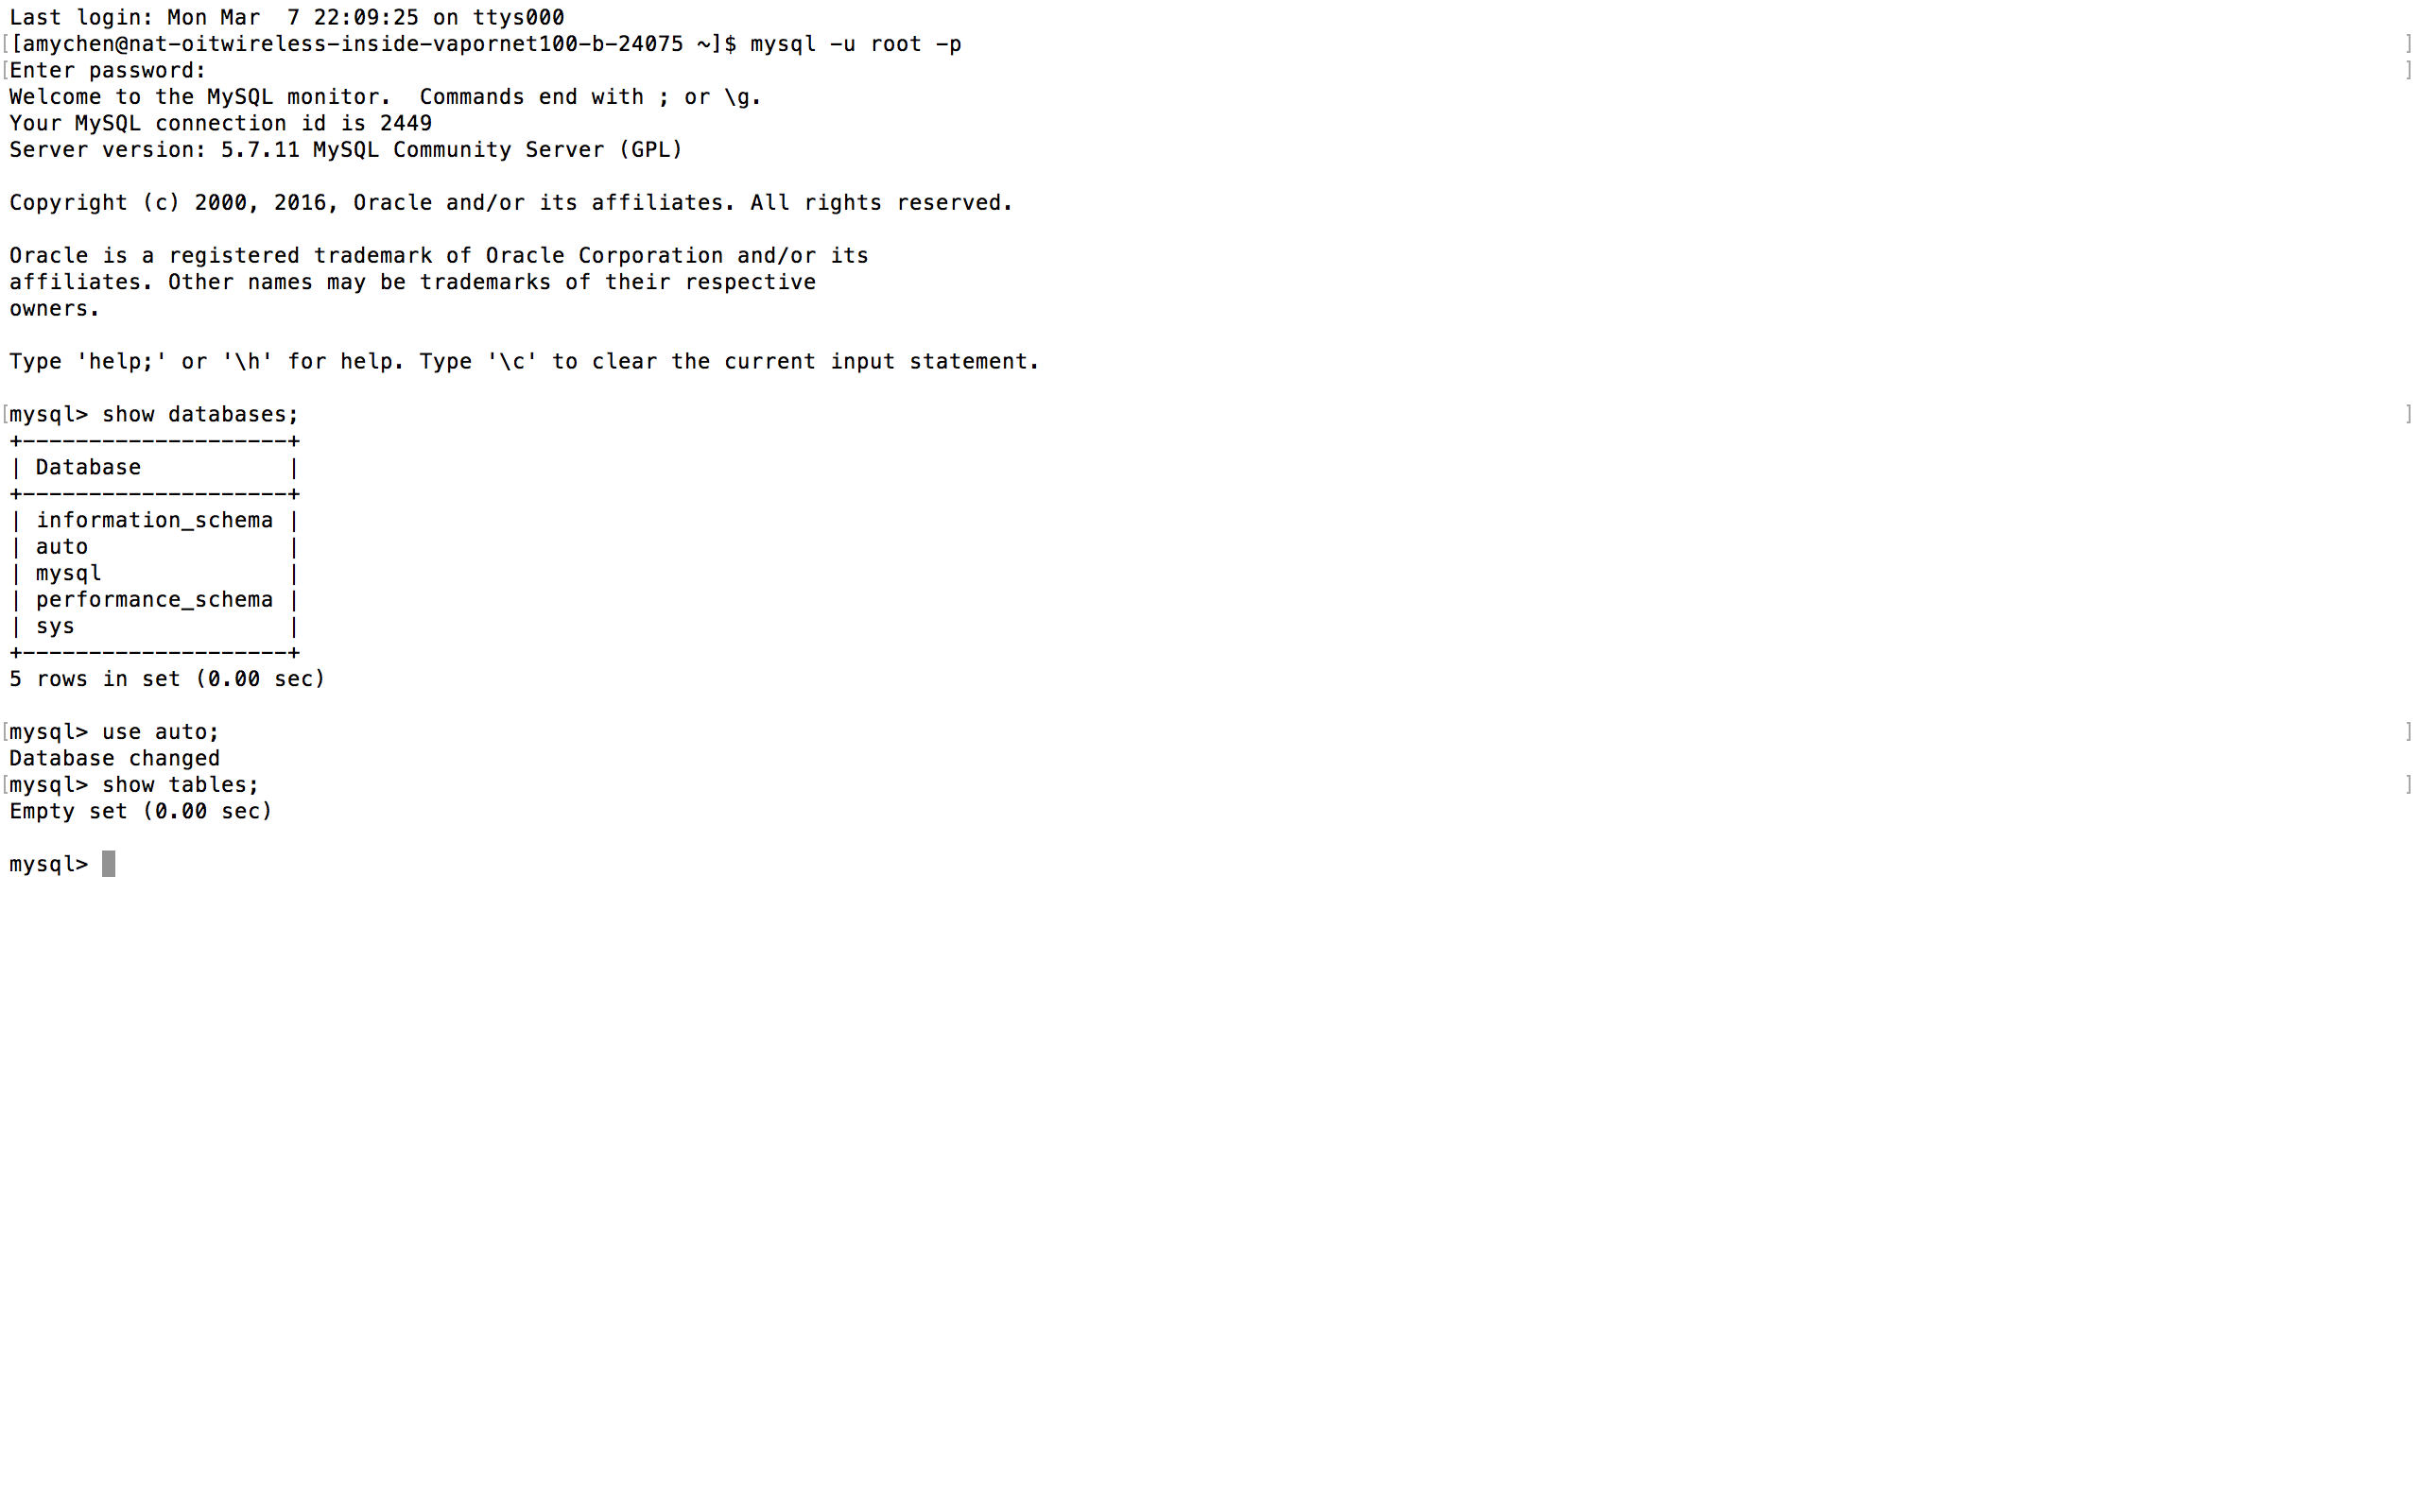 Last login: Mon Mar  7 22:09:25 on ttys000
[[amychen@nat-oitwireless-inside-vapornet100-b-24075 ~]$ mysql -u root -p ]
[Enter password: ]
Welcome to the MySQL monitor.  Commands end with ; or \g.
Your MySQL connection id is 2449
Server version: 5.7.11 MySQL Community Server (GPL)

Copyright (c) 2000, 2016, Oracle and/or its affiliates. All rights reserved.

Oracle is a registered trademark of Oracle Corporation and/or its
affiliates. Other names may be trademarks of their respective
owners.

Type 'help;' or '\h' for help. Type '\c' to clear the current input statement.

[mysql> show databases; ]
+--------------------+
| Database           |
+--------------------+
| information_schema |
| auto               |
| mysql              |
| performance_schema |
| sys                |
+--------------------+
5 rows in set (0.00 sec)

[mysql> use auto; ]
Database changed
[mysql> show tables; ]
Empty set (0.00 sec)

mysql>